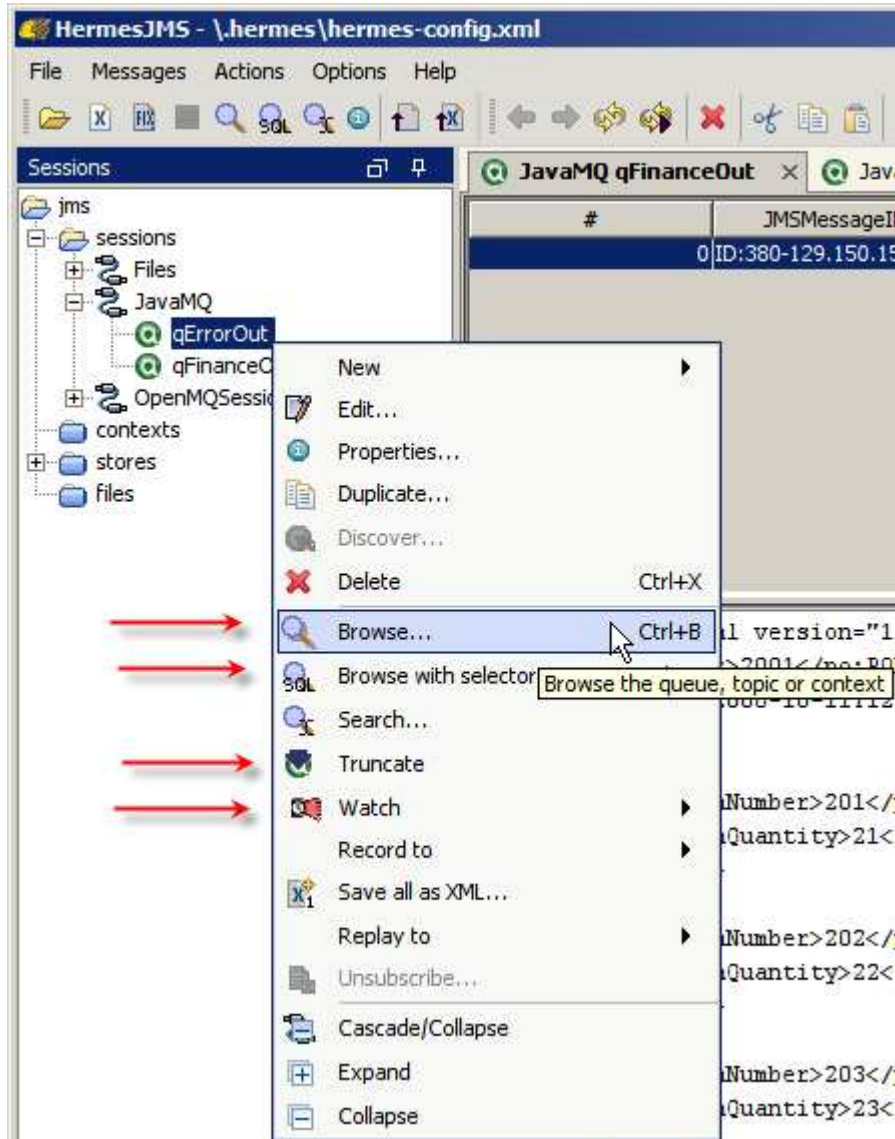 HermesJMS - \.hermes\hermes-config.xml
File Messages Actions Options Help
X FIX SQL X
Sessions
JavaMQ qFinanceOut
# JMSMessageI
0 ID:380-129.150.15
jms
sessions
Files
JavaMQ
qErrorOut
qFinanceO
OpenMQSessio
contexts
stores
files
New
Edit...
Properties...
Duplicate...
Discover...
Delete Ctrl+X
Browse... Ctrl+B
Browse with selector
Browse the queue, topic or context
Search...
Truncate
Watch
Record to
Save all as XML...
Replay to
Unsubscribe...
Cascade/Collapse
Expand
Collapse
version="1
Number>201</
Quantity>21<
Number>202</
Quantity>22<
Number>203</
Quantity>23<